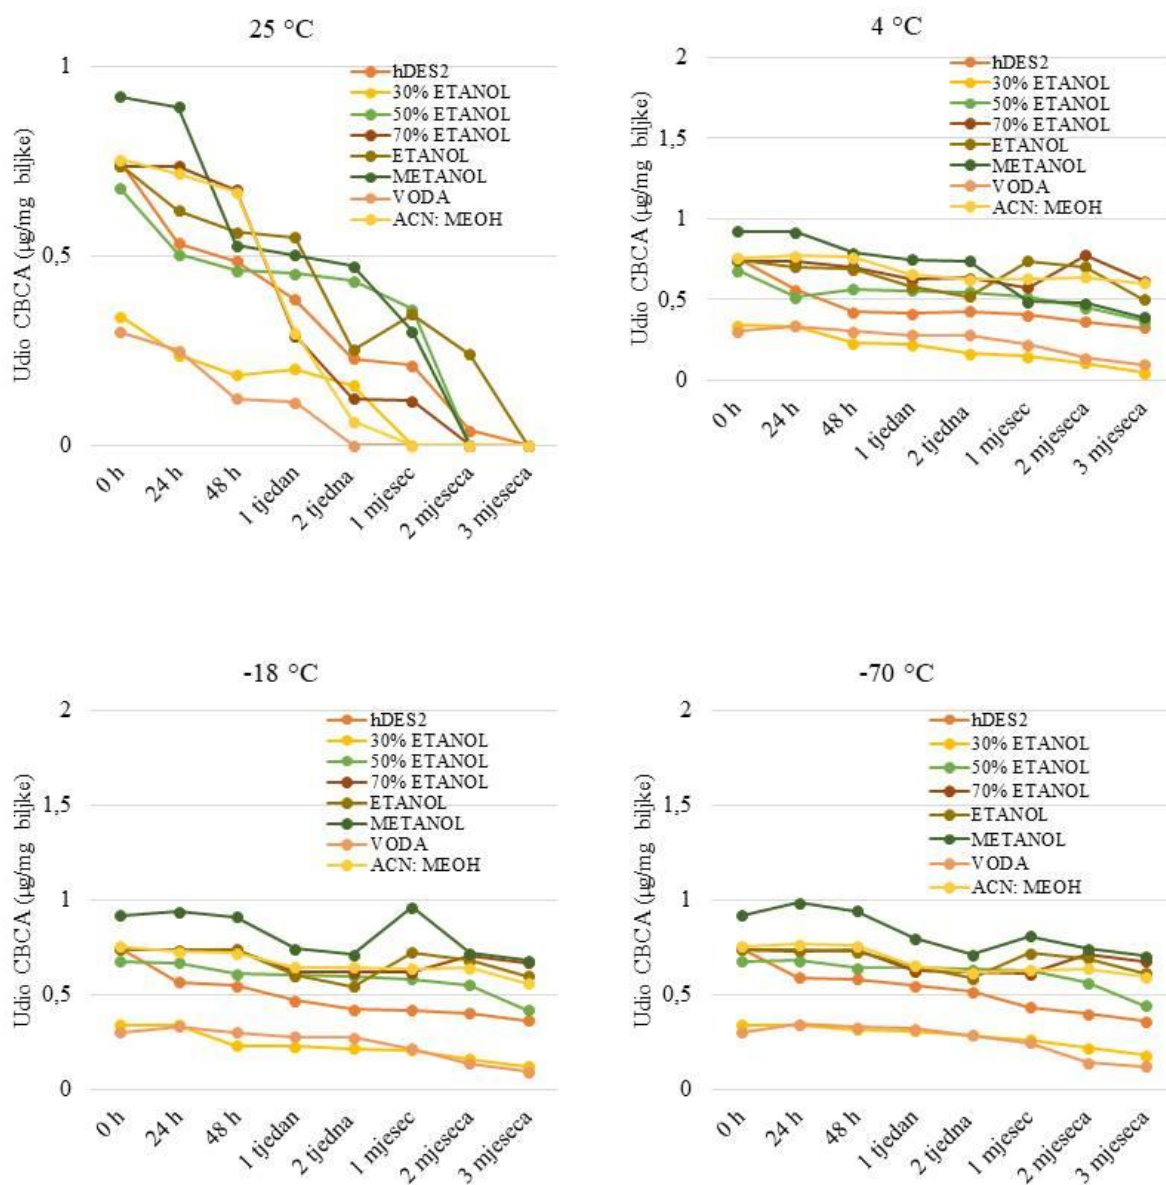 25 °C
Udio CBCA (µg/mg biljke)
1
0,5
0
hDES2
30% ETANOL
50% ETANOL
70% ETANOL
ETANOL
METANOL
VODA
ACN: MEOH
0 h
24 h
48 h
1 tjedan
2 tjedna
1 mjesec
2 mjeseca
3 mjeseca
4 °C
Udio CBCA (µg/mg biljke)
2
1,5
1
0,5
0
hDES2
30% ETANOL
50% ETANOL
70% ETANOL
ETANOL
METANOL
VODA
ACN: MEOH
0 h
24 h
48 h
1 tjedan
2 tjedna
1 mjesec
2 mjeseca
3 mjeseca
-18 °C
Udio CBCA (µg/mg biljke)
2
1,5
1
0,5
0
hDES2
30% ETANOL
50% ETANOL
70% ETANOL
ETANOL
METANOL
VODA
ACN: MEOH
0 h
24 h
48 h
1 tjedan
2 tjedna
1 mjesec
2 mjeseca
3 mjeseca
-70 °C
Udio CBCA (µg/mg biljke)
2
1,5
1
0,5
0
hDES2
30% ETANOL
50% ETANOL
70% ETANOL
ETANOL
METANOL
VODA
ACN: MEOH
0 h
24 h
48 h
1 tjedan
2 tjedna
1 mjesec
2 mjeseca
3 mjeseca